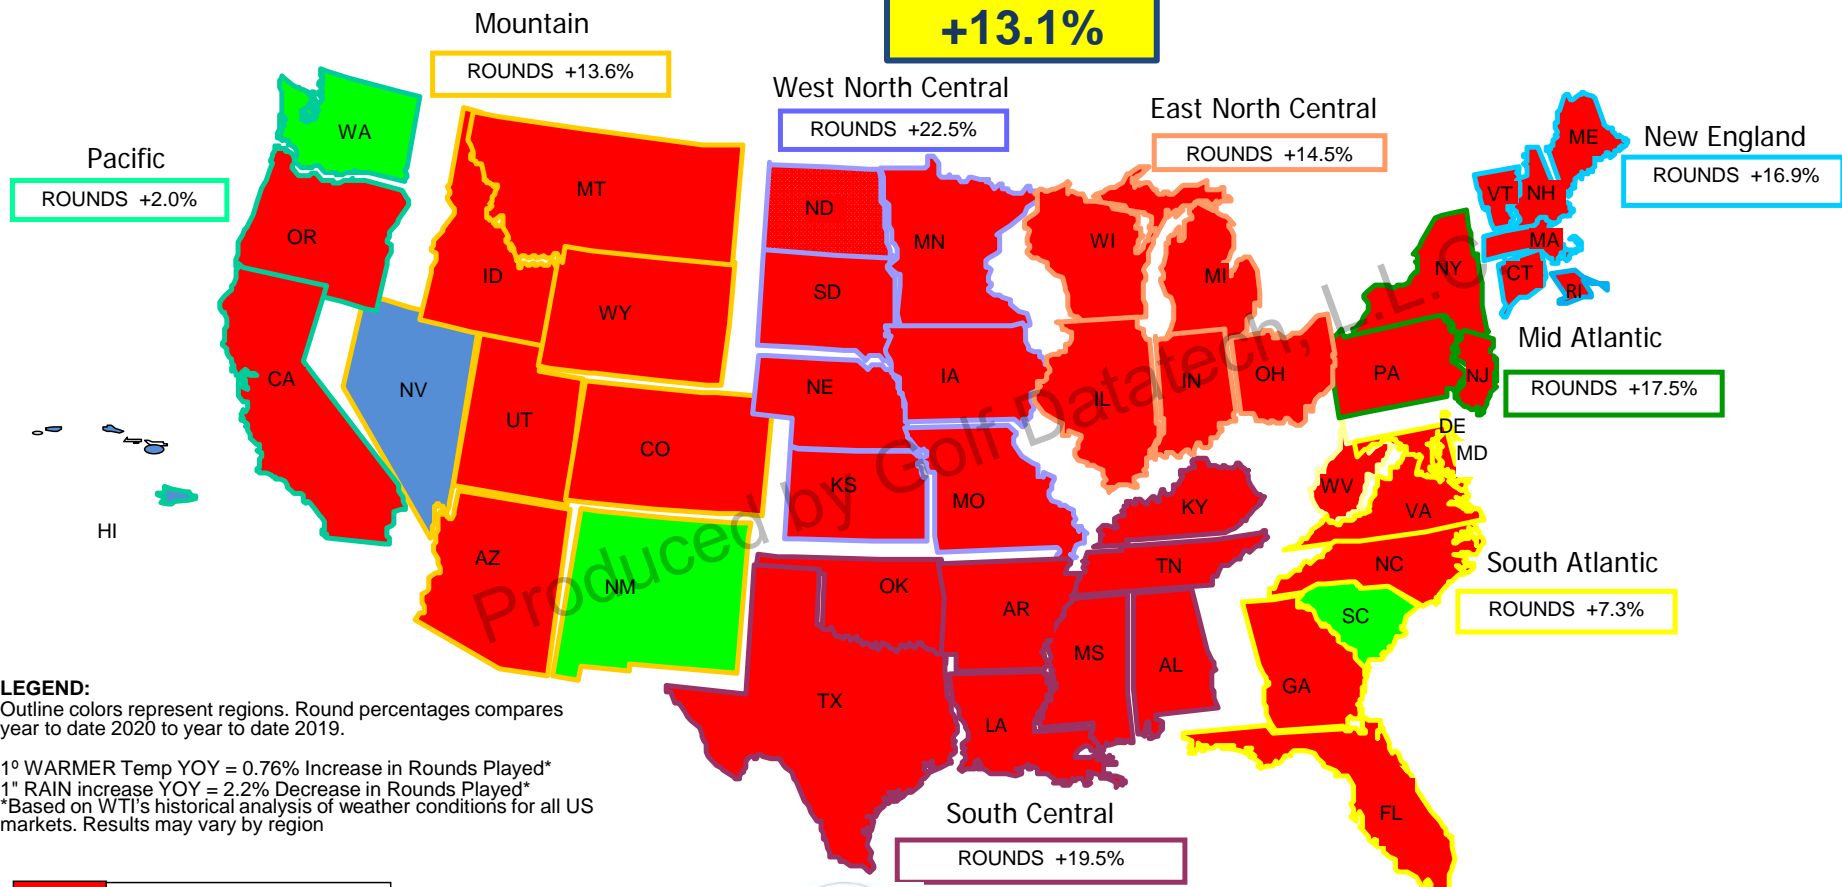 +13.1%
Mountain
ROUNDS +13.6%
West North Central
ROUNDS +22.5%
East North Central
ROUNDS +14.5%
New England
ROUNDS +16.9%
Pacific
ROUNDS +2.0%
Mid Atlantic
ROUNDS +17.5%
South Atlantic
ROUNDS +7.3%
South Central
ROUNDS +19.5%
WA
OR
CA
NV
HI
MT
ID
WY
UT
CO
AZ
NM
ND
SD
NE
KS
MN
IA
MO
WI
MI
IL
IN
OH
KY
TN
OK
AR
TX
LA
MS
AL
ME
VT
NH
MA
CT
RI
NY
PA
NJ
DE
MD
WV
VA
NC
SC
GA
FL
Produced by Golf Datatech, L.L.C
LEGEND:
Outline colors represent regions. Round percentages compares
year to date 2020 to year to date 2019.
1º WARMER Temp YOY = 0.76% Increase in Rounds Played*
1" RAIN increase YOY = 2.2% Decrease in Rounds Played*
*Based on WTI's historical analysis of weather conditions for all US
markets. Results may vary by region